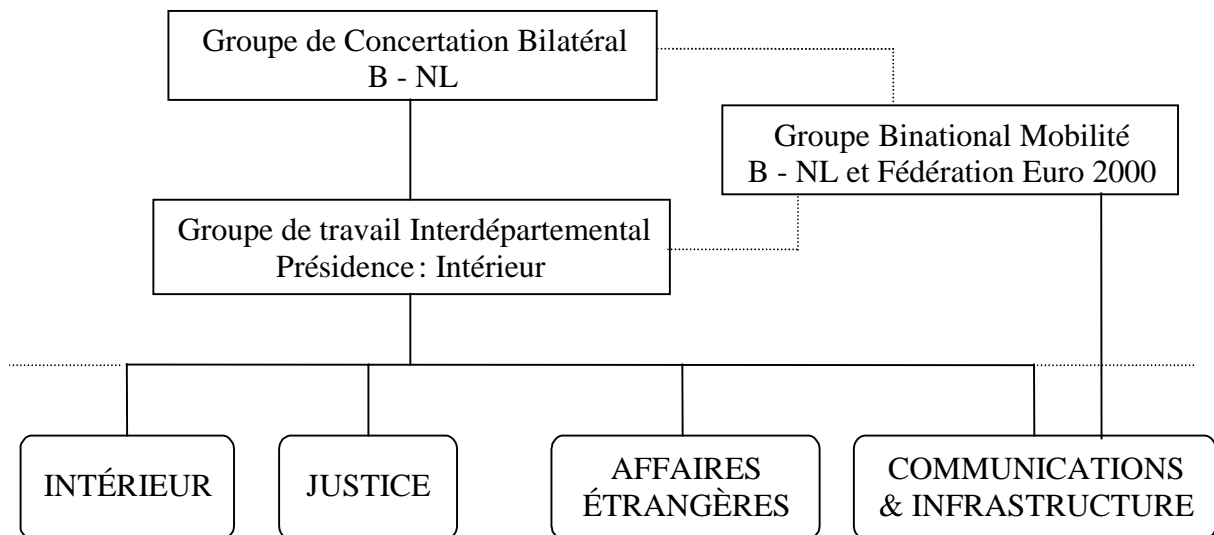 Groupe de Concertation Bilatéral
B - NL
Groupe Binational Mobilité
B - NL et Fédération Euro 2000
Groupe de travail Interdépartemental
Présidence : Intérieur
INTÉRIEUR
JUSTICE
AFFAIRES
ÉTRANGÈRES
COMMUNICATIONS
& INFRASTRUCTURE